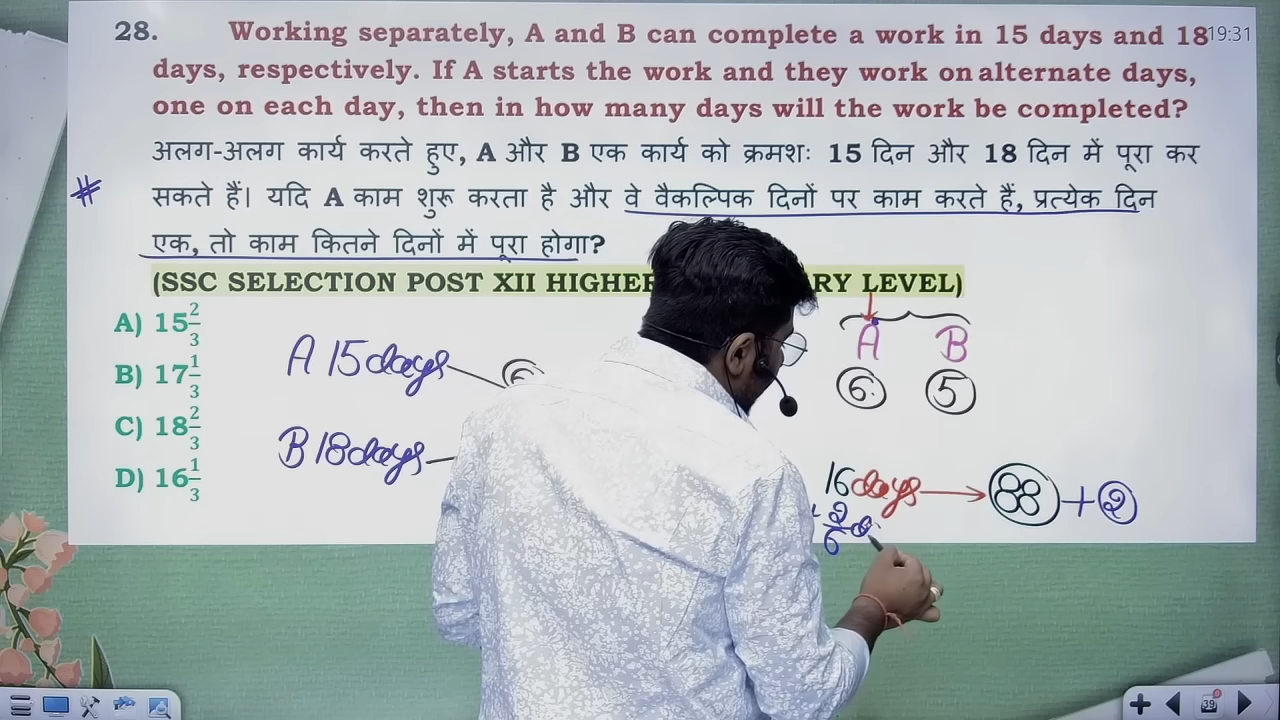 28. Working separately, A and B can complete a work in 15 days and 18
19:31
days, respectively. If A starts the work and they work on alternate days,
one on each day, then in how many days will the work be completed?
अलग-अलग कार्य करते हुए, A और B एक कार्य को क्रमशः 15 दिन और 18 दिन में पूरा कर
# सकते हैं। यदि A काम शुरू करता है और वे वैकल्पिक दिनों पर काम करते हैं, प्रत्येक दिन
एक, तो काम कितने दिनों में पूरा होगा?
(SSC SELECTION POST XII HIGHER RY LEVEL)
A) 15 2/3
B) 17 1/3
C) 18 2/3
D) 16 1/3
A 15 days
B 18 days
A B
6 5
16 days → 88 + 2
2/6
39